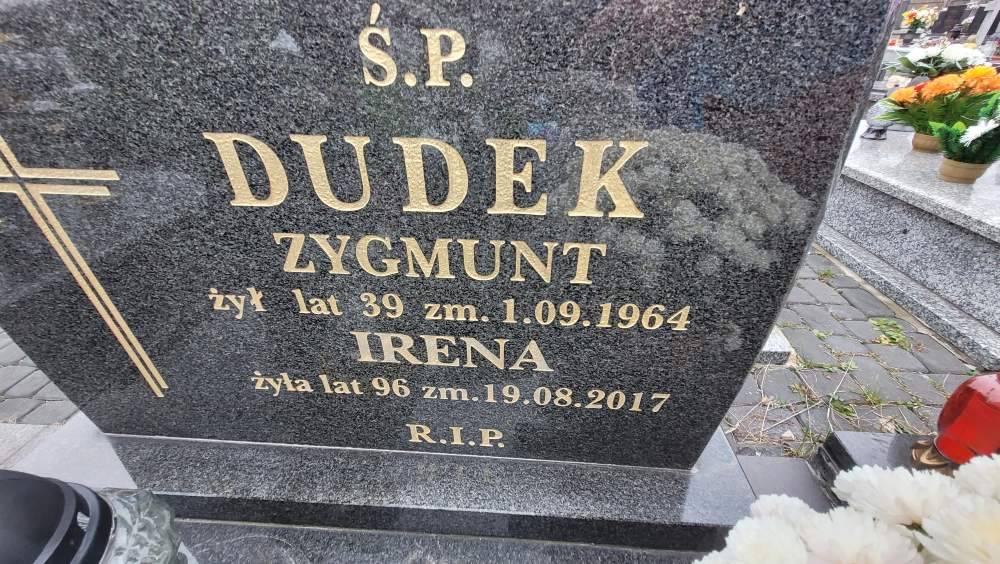 Ś.P.
DUDEK
ZYGMUNT
żył lat 39 zm. 1.09.1964
IRENA
żyła lat 96 zm.19.08.2017
R.I.P.